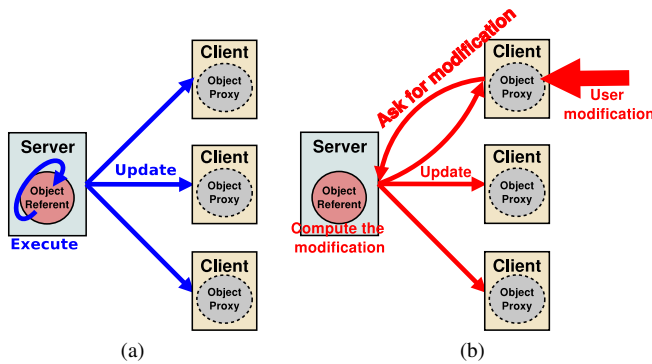 Client
Object
Proxy
Server
Object
Referent
Execute
Update
Client
Object
Proxy
Client
Object
Proxy
(a)
Ask for modification
Client
Object
Proxy
User
modification
Server
Object
Referent
Compute the
modification
Update
Client
Object
Proxy
Client
Object
Proxy
(b)